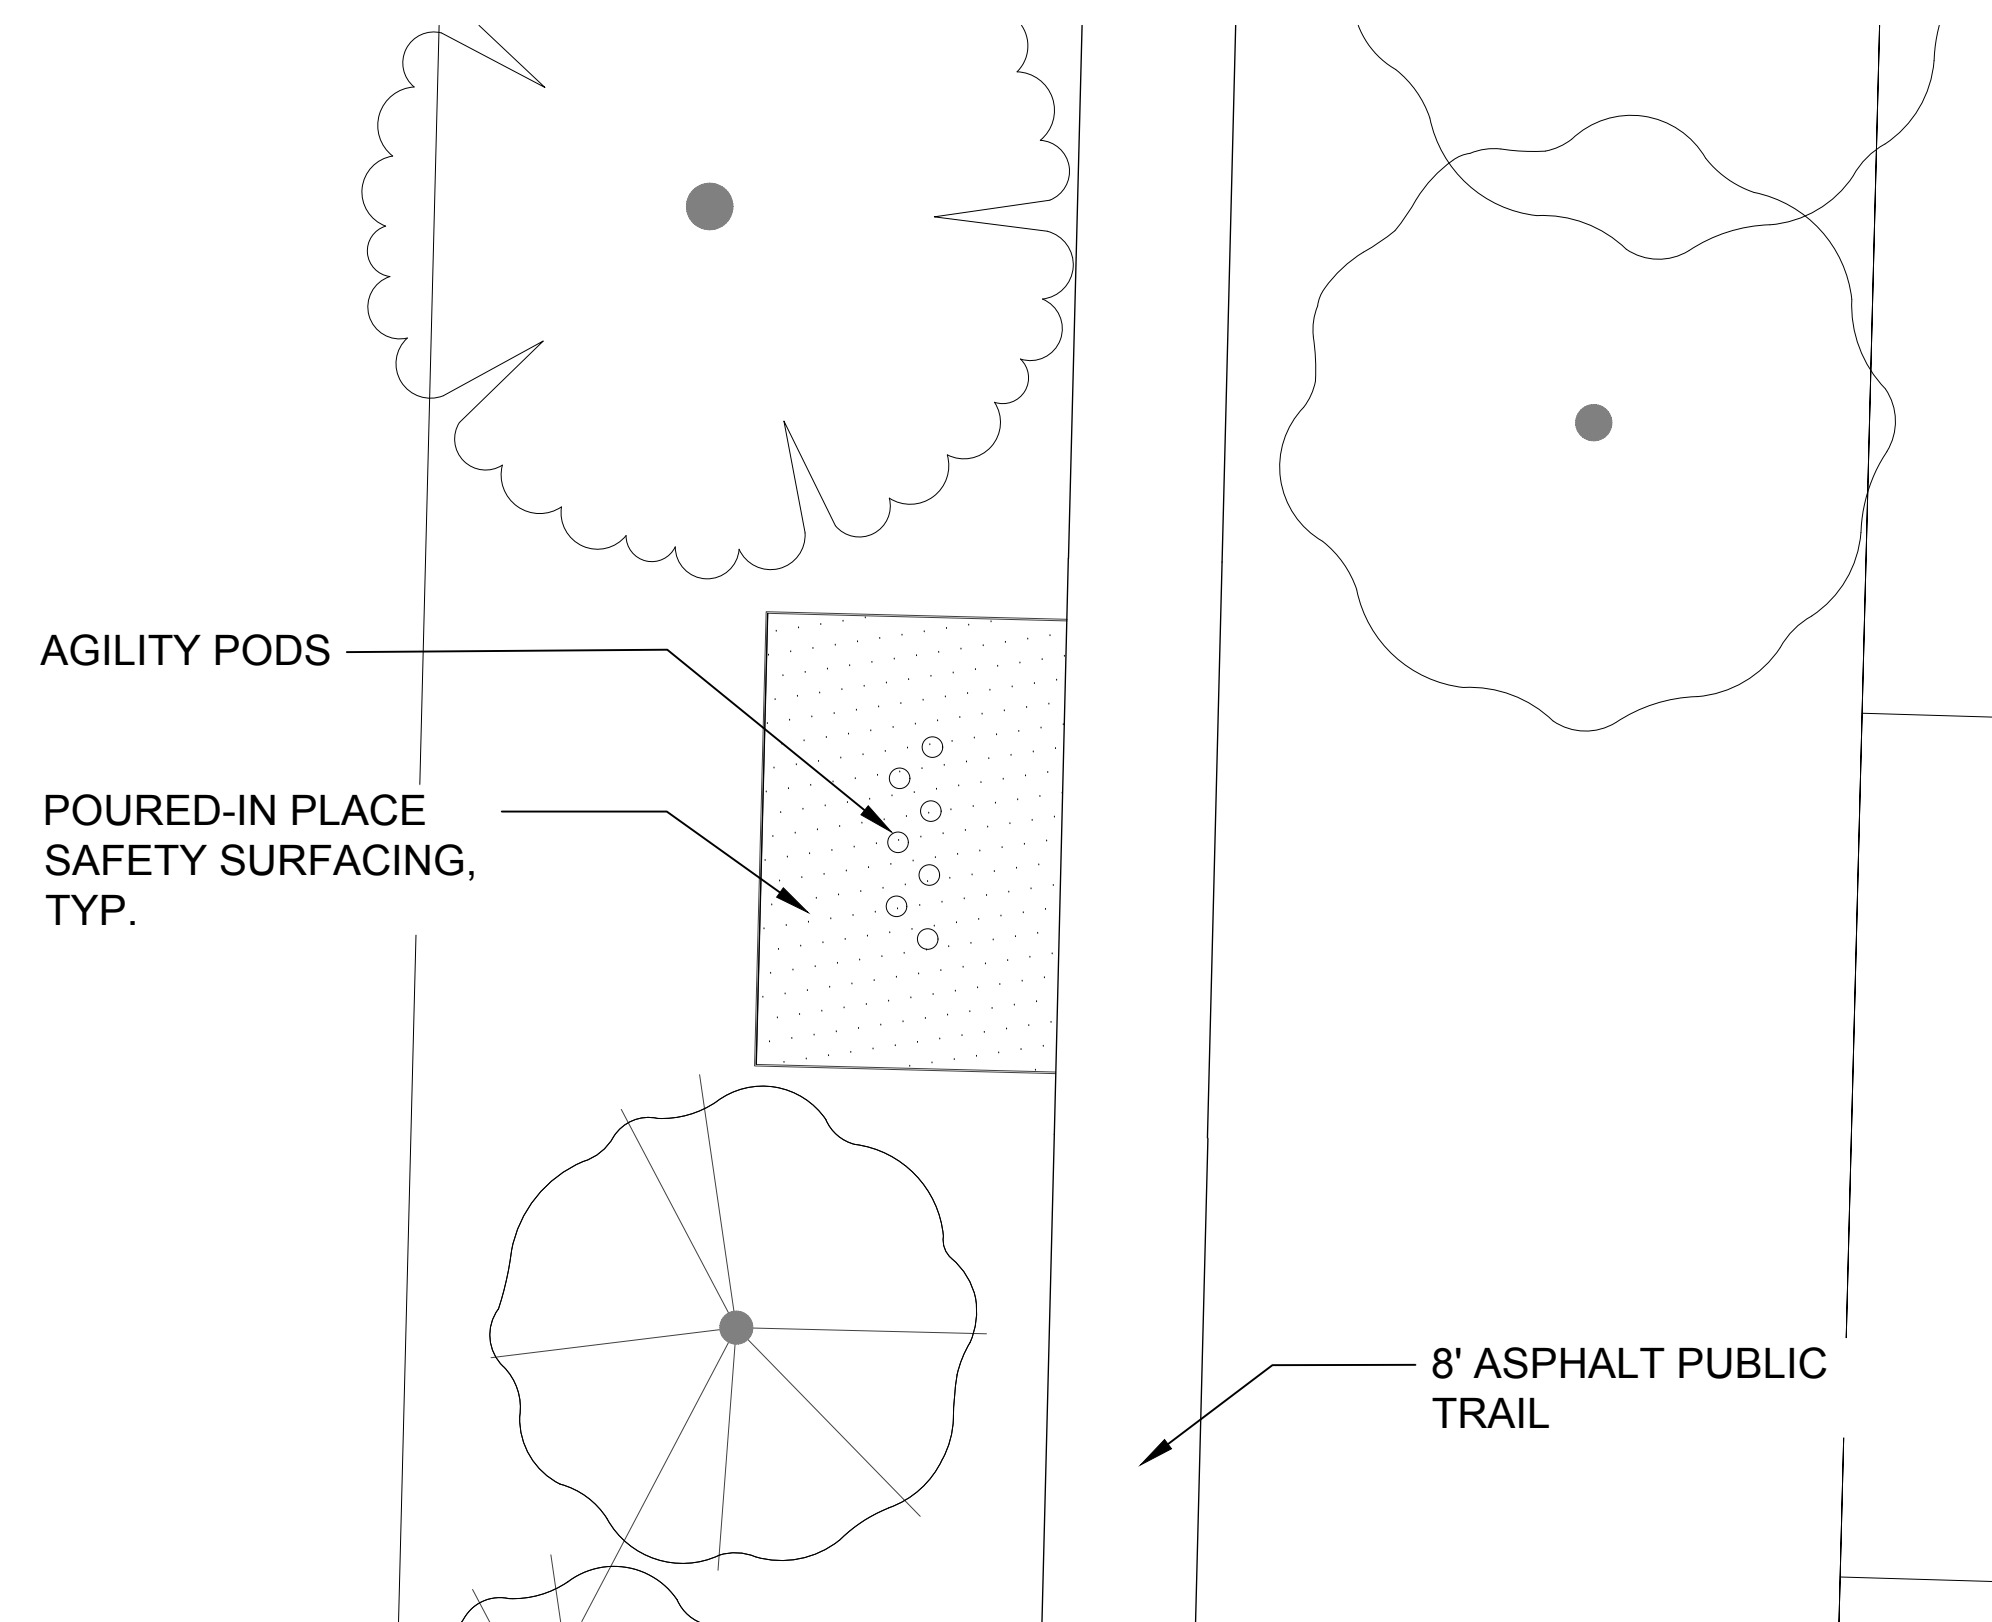 AGILITY PODS
POURED-IN PLACE
SAFETY SURFACING,
TYP.
8' ASPHALT PUBLIC
TRAIL